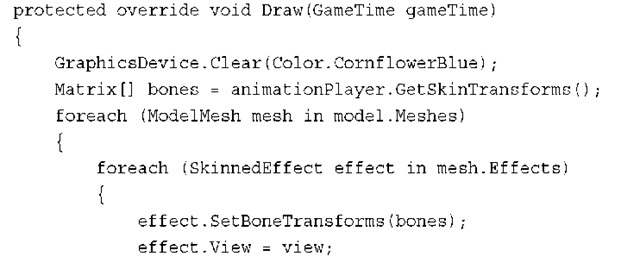 protected override void Draw(GameTime gameTime)
{
    GraphicsDevice.Clear(Color.CornflowerBlue);
    Matrix[] bones = animationPlayer.GetSkinTransforms();
    foreach (ModelMesh mesh in model.Meshes)
    {
        foreach (SkinnedEffect effect in mesh.Effects)
        {
            effect.SetBoneTransforms(bones);
            effect.View = view;